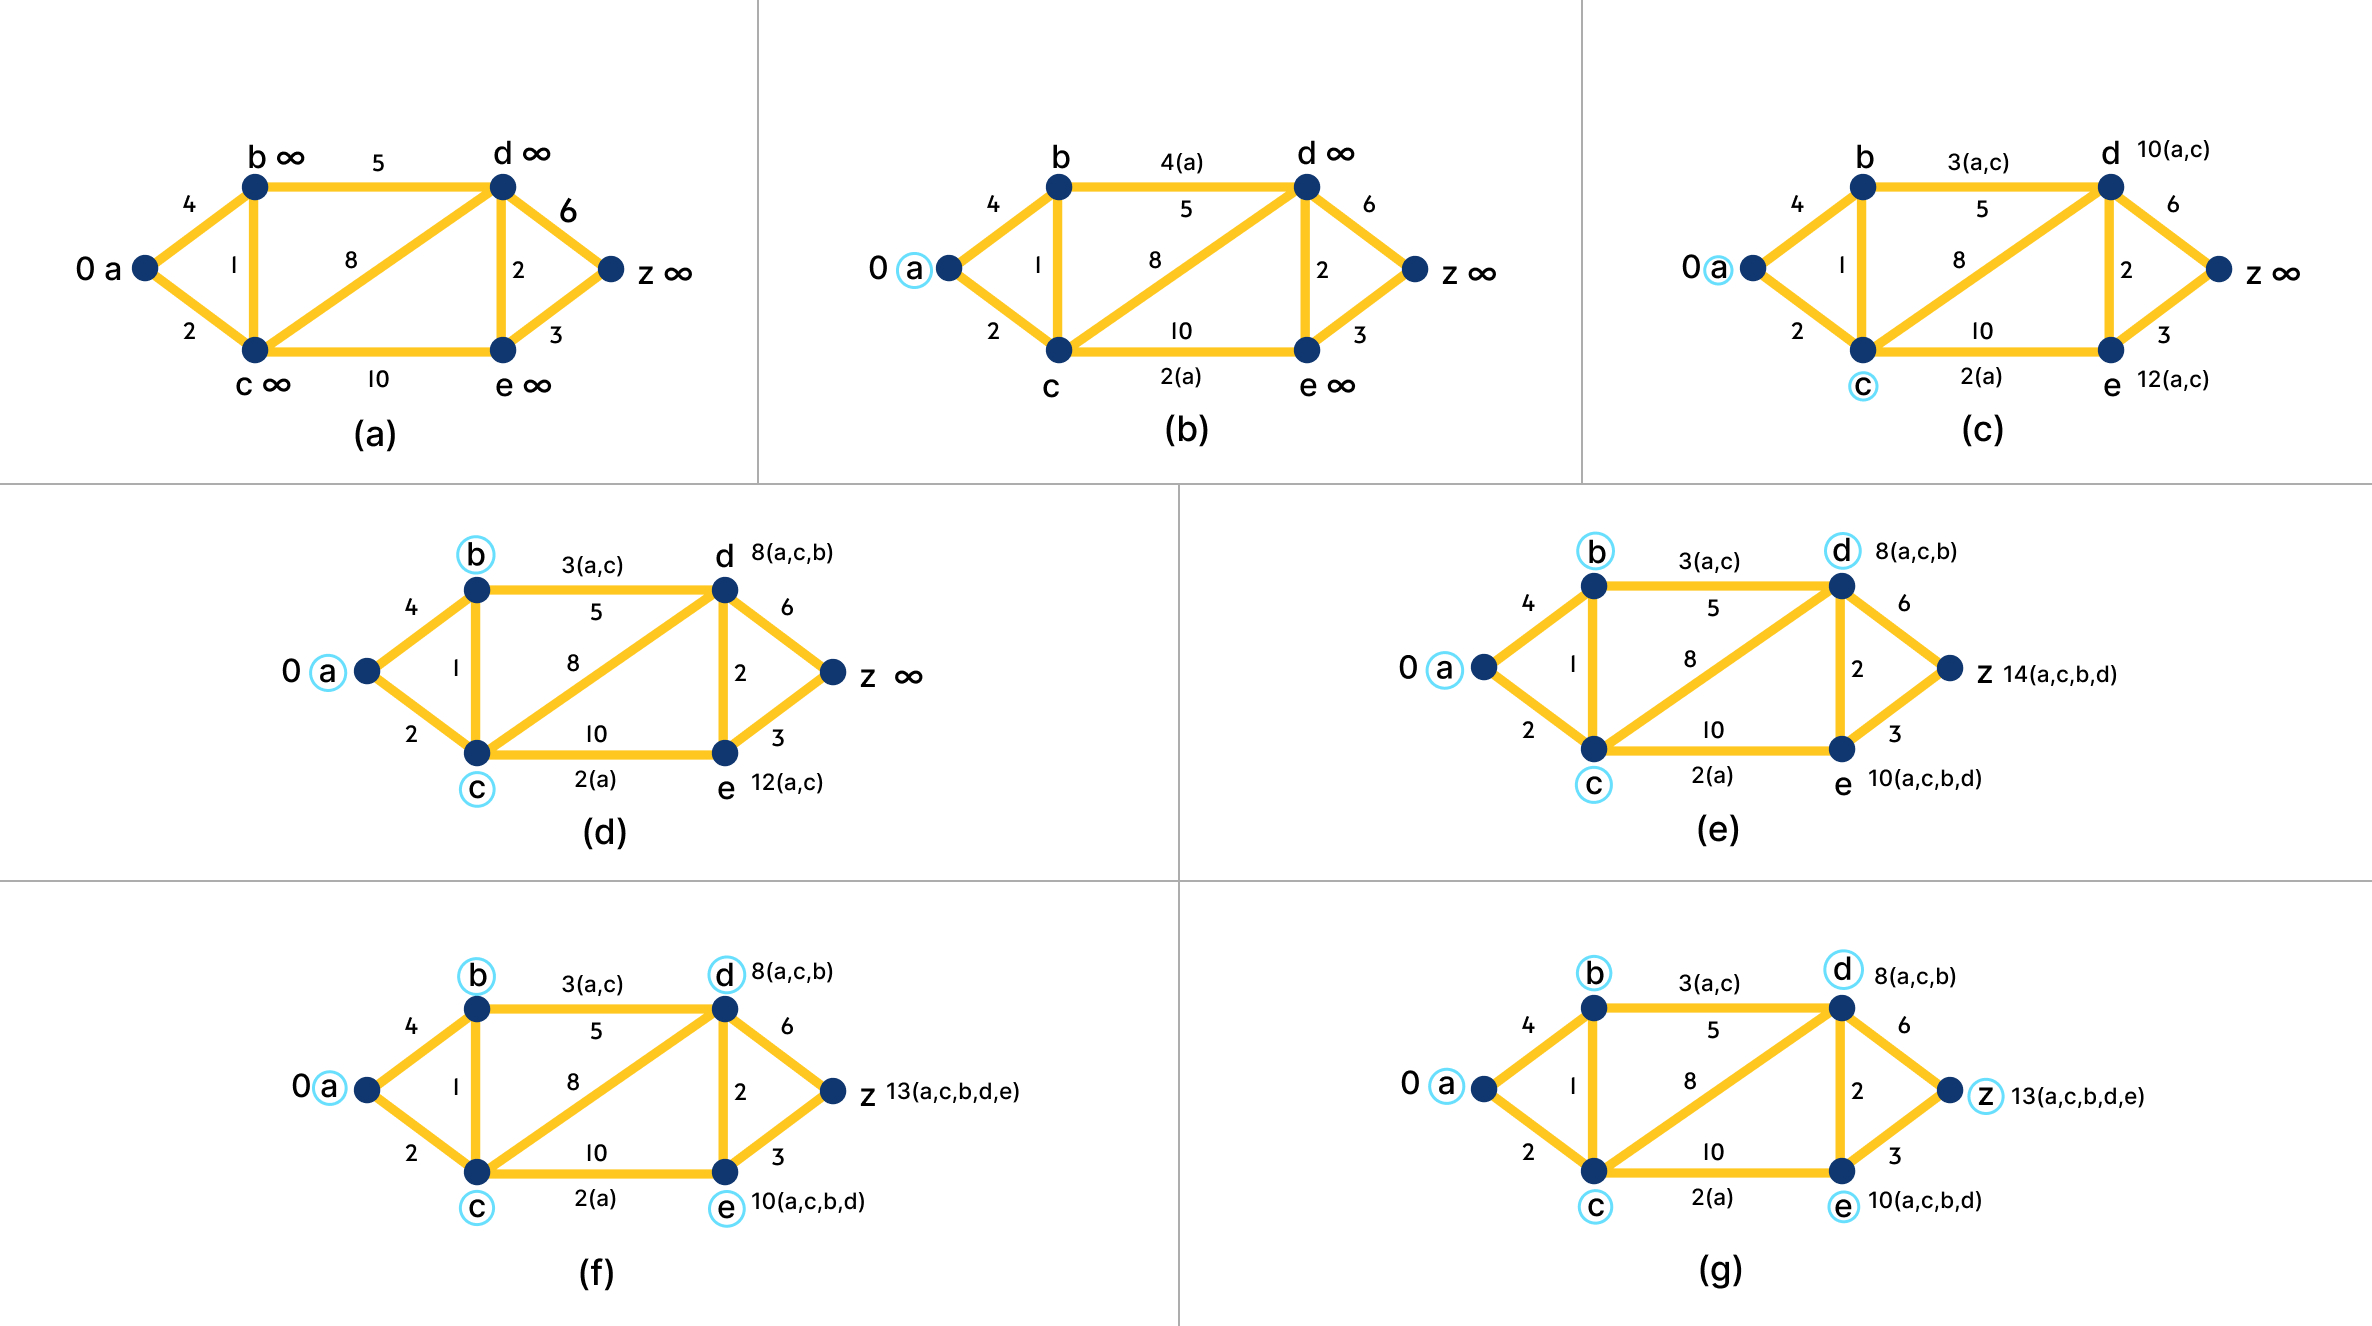 b ∞
5
d ∞
4
6
0 a
1
8
2
z ∞
2
3
c ∞
10
e ∞
(a)
b
4(a)
d ∞
4
5
6
0 a
1
8
2
z ∞
2
10
3
c
2(a)
e ∞
(b)
b
3(a,c)
d 10(a,c)
4
5
6
0 a
1
8
2
z ∞
2
10
3
c
2(a)
e 12(a,c)
(c)
b
3(a,c)
d 8(a,c,b)
4
5
6
0 a
1
8
2
z ∞
2
10
3
c
2(a)
e 12(a,c)
(d)
b
3(a,c)
d 8(a,c,b)
4
5
6
0 a
1
8
2
z 14(a,c,b,d)
2
10
3
c
2(a)
e 10(a,c,b,d)
(e)
b
3(a,c)
d 8(a,c,b)
4
5
6
0 a
1
8
2
z 13(a,c,b,d,e)
2
10
3
c
2(a)
e 10(a,c,b,d)
(f)
b
3(a,c)
d 8(a,c,b)
4
5
6
0 a
1
8
2
z 13(a,c,b,d,e)
2
10
3
c
2(a)
e 10(a,c,b,d)
(g)